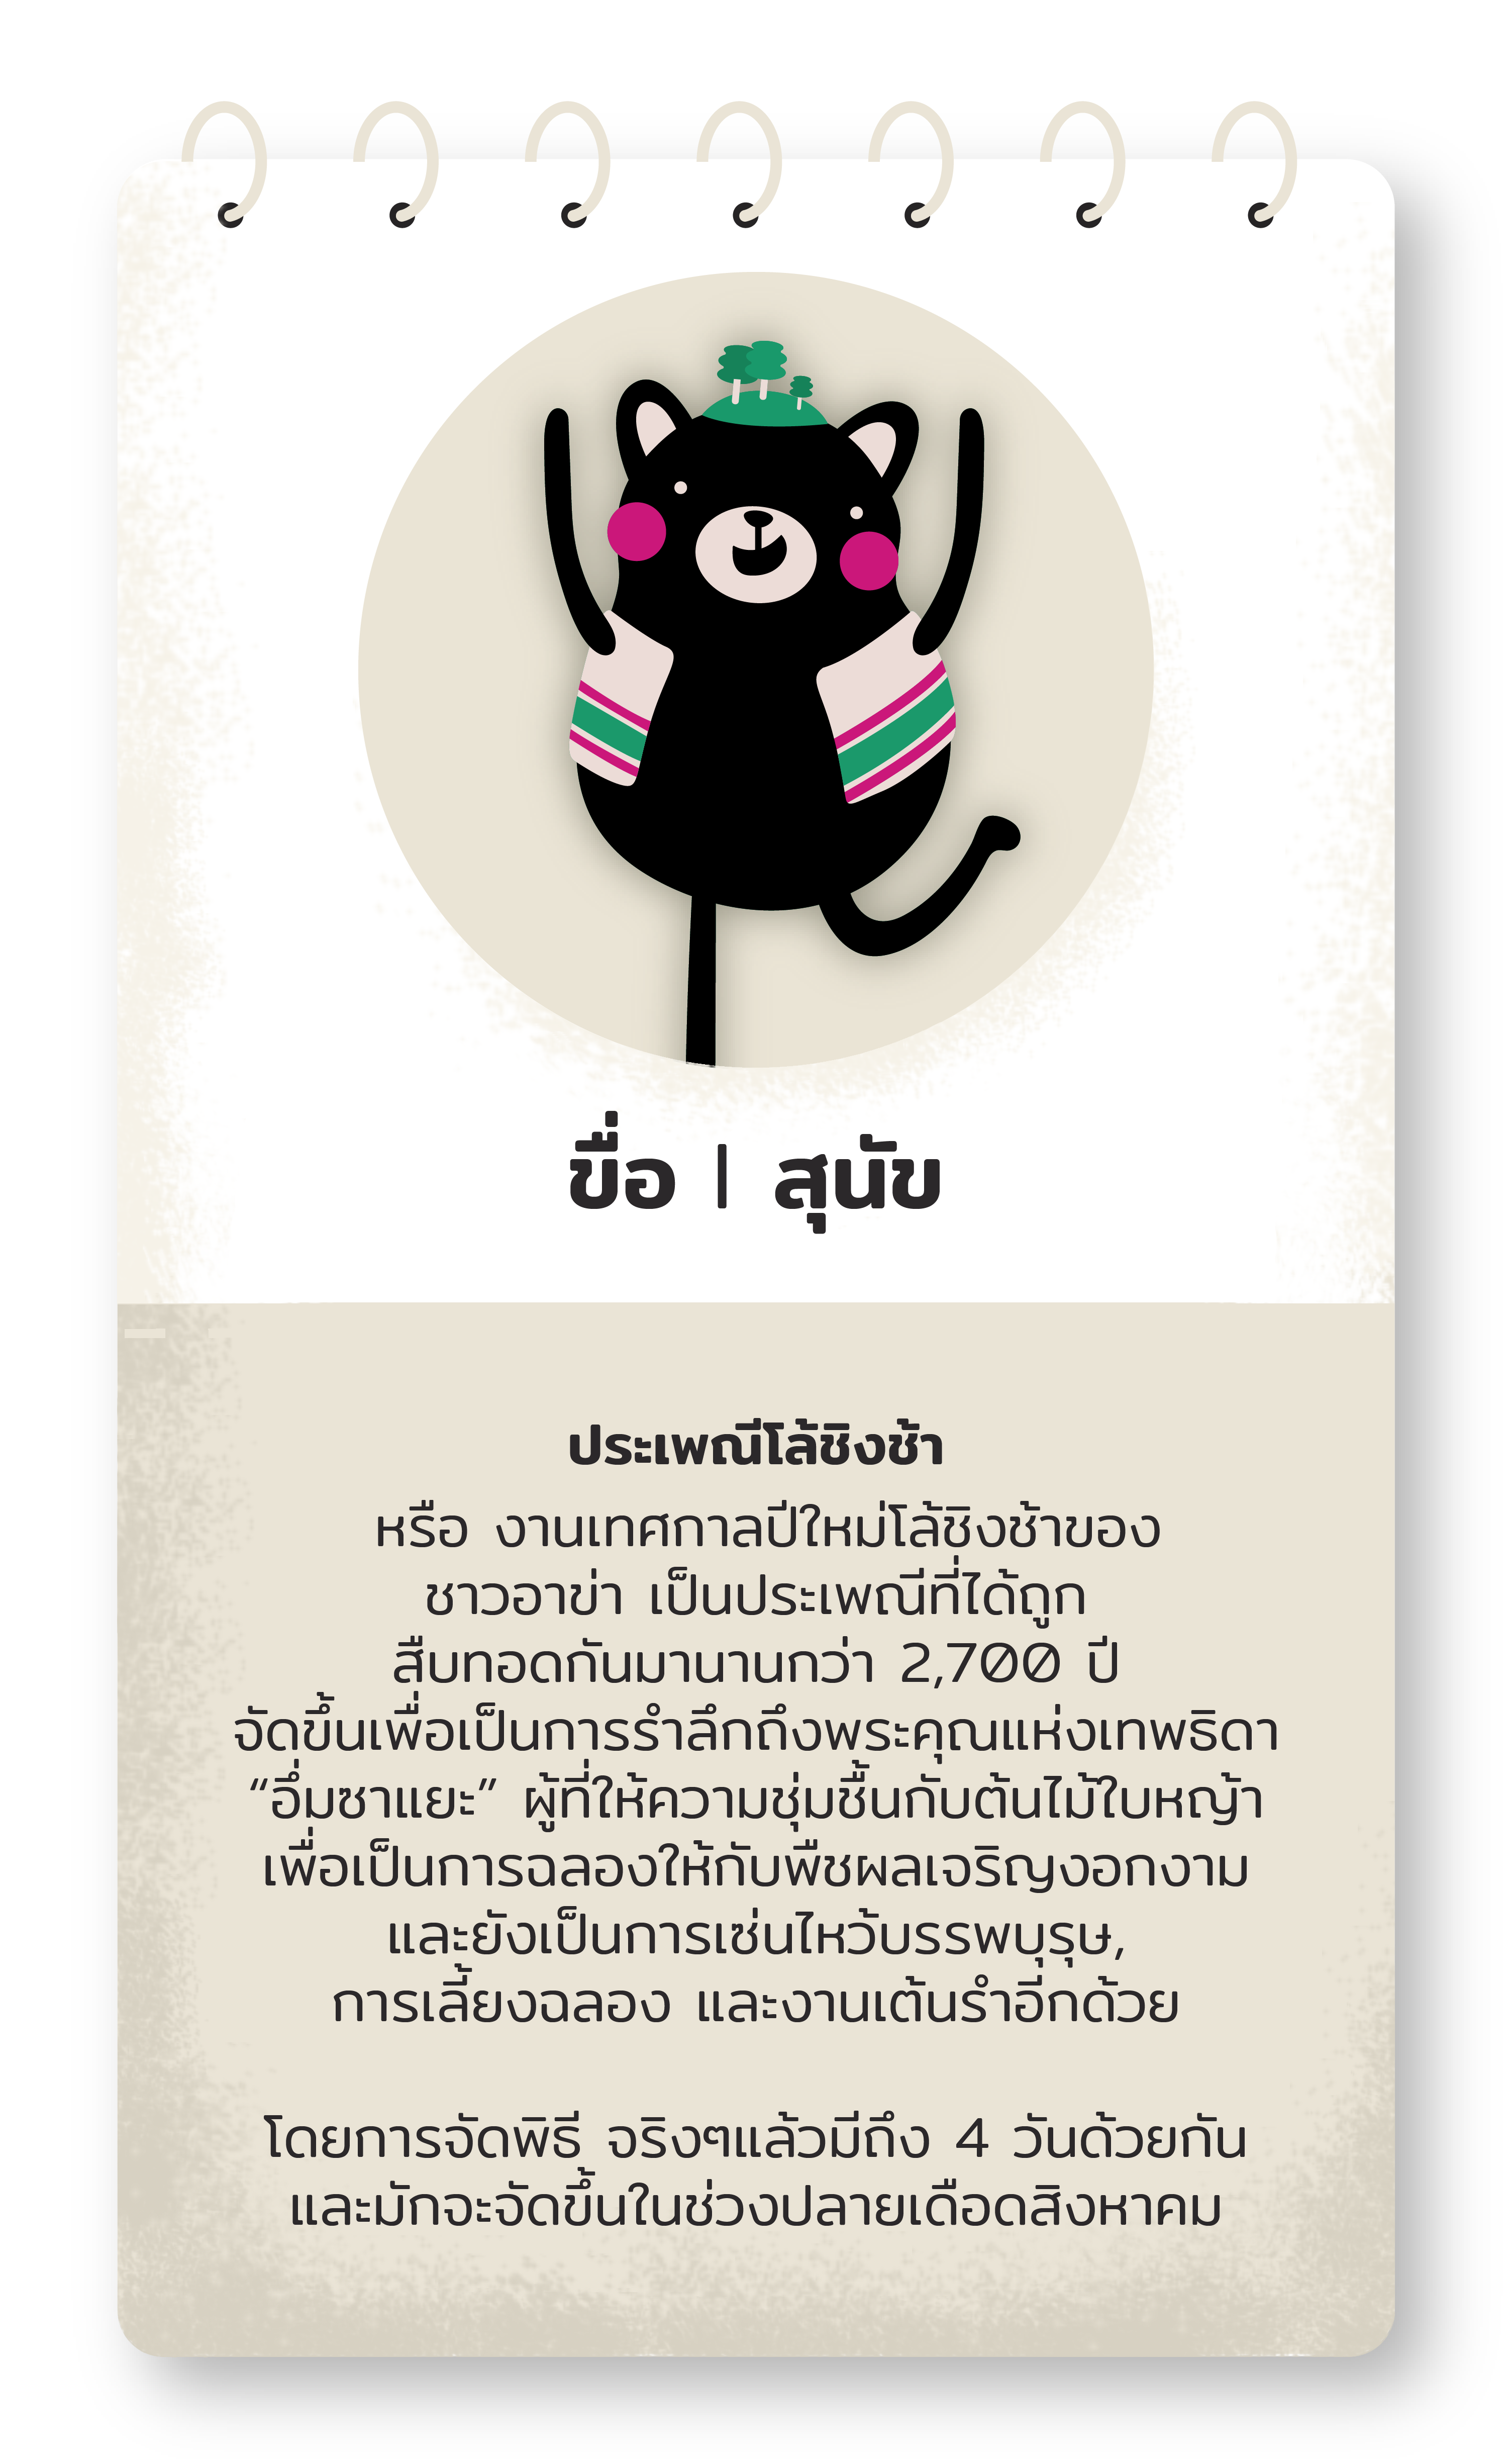 ขื่อ | สุนัข
ประเพณีโล้ชิงช้า
หรือ งานเทศกาลปีใหม่โล้ชิงช้าของ
ชาวอาข่า เป็นประเพณีที่ได้ถูก
สืบทอดกันมานานกว่า 2,700 ปี
จัดขึ้นเพื่อเป็นการรำลึกถึงพระคุณแห่งเทพธิดา
“อึ่มซาแยะ” ผู้ที่ให้ความชุ่มชื้นกับต้นไม้ใบหญ้า
เพื่อเป็นการฉลองให้กับพืชผลเจริญงอกงาม
และยังเป็นการเซ่นไหว้บรรพบุรุษ,
การเลี้ยงฉลอง และงานเต้นรำอีกด้วย
โดยการจัดพิธี จริงๆแล้วมีถึง 4 วันด้วยกัน
และมักจะจัดขึ้นในช่วงปลายเดือดสิงหาคม